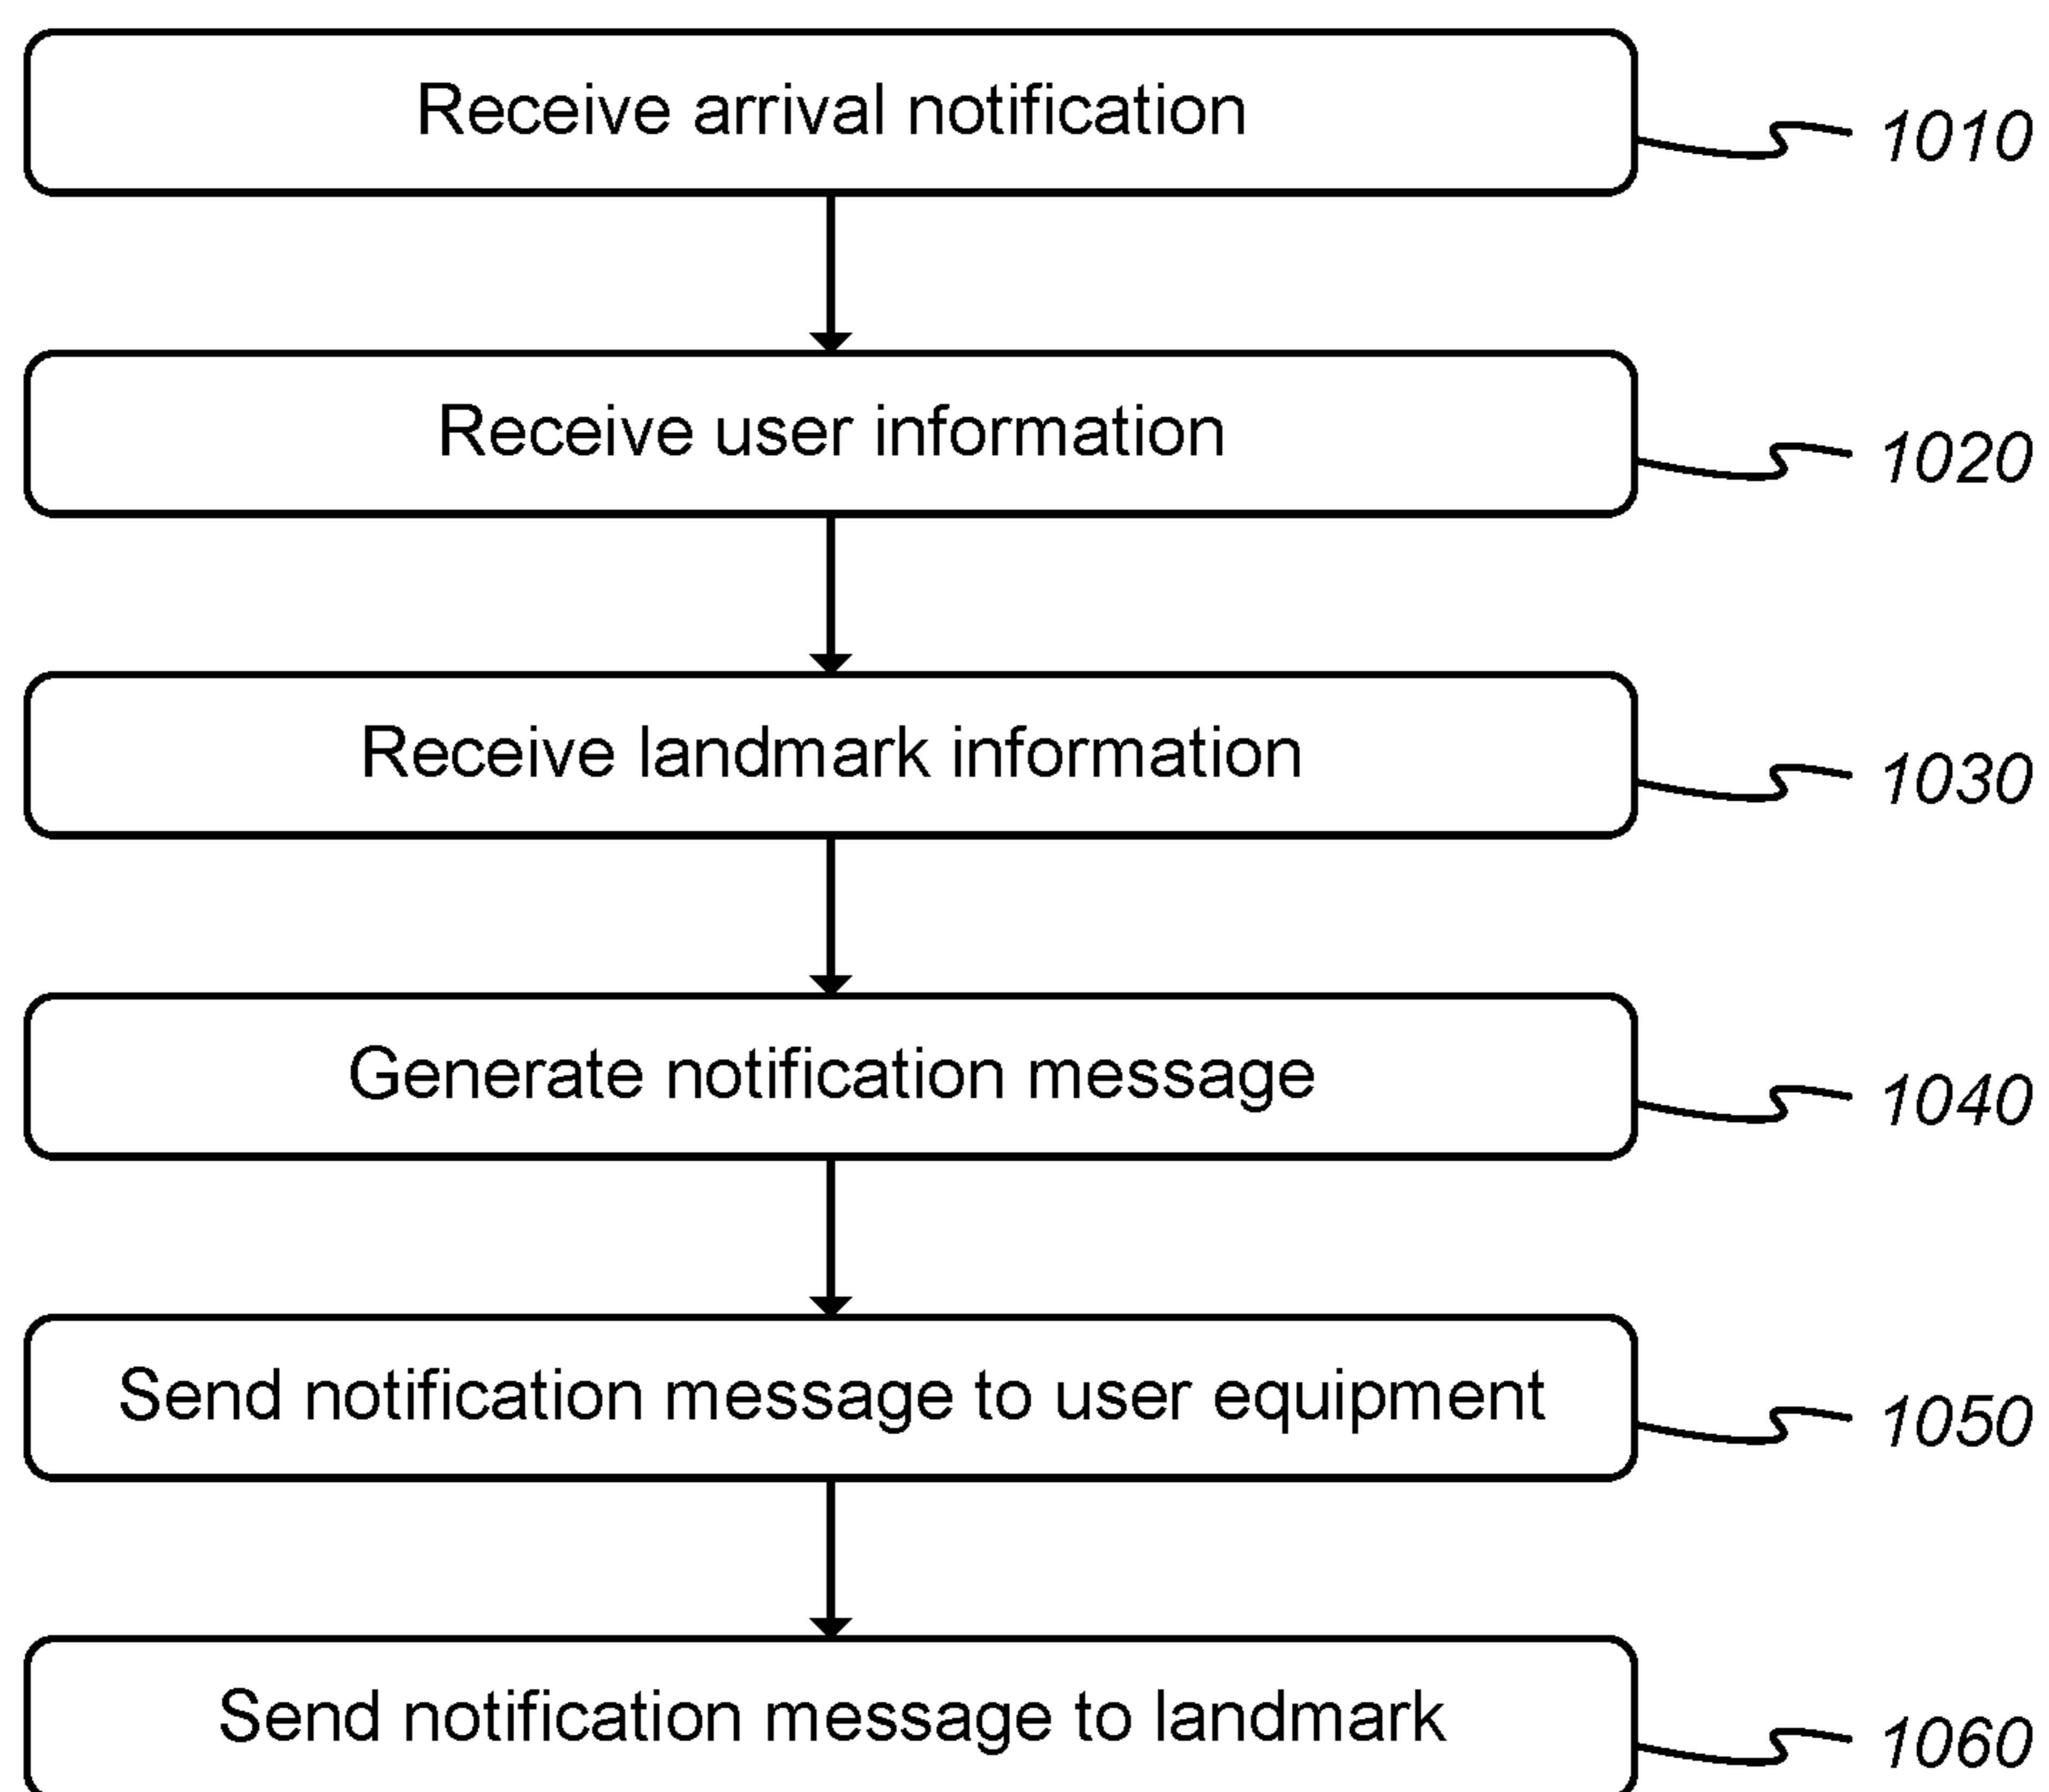 Receive arrival notification
1010
Receive user information
1020
Receive landmark information
1030
Generate notification message
1040
Send notification message to user equipment
1050
Send notification message to landmark
1060